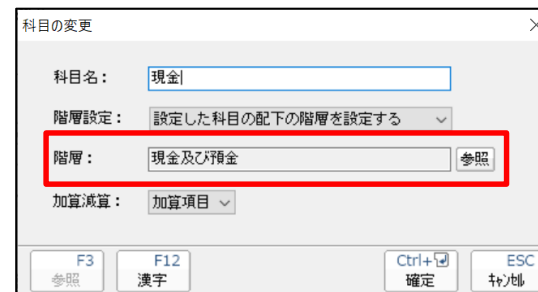 科目の変更
科目名： 現金
階層設定： 設定した科目の配下の階層を設定する
階層： 現金及び預金 参照
加算減算： 加算項目
F3 F12 Ctrl+ ESC
参照 漢字 確定 ｷｬﾝｾﾙ